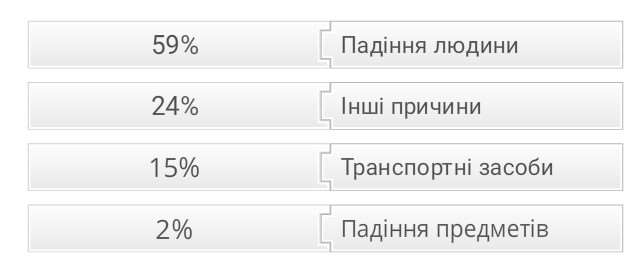 59% Падіння людини
24% Інші причини
15% Транспортні засоби
2% Падіння предметів